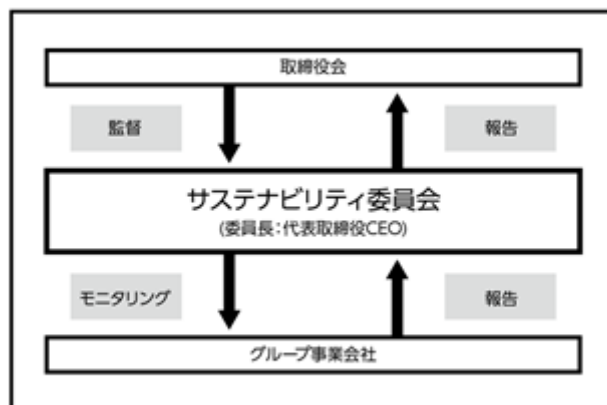 取締役会
監督
報告
サステナビリティ委員会
(委員長:代表取締役CEO)
モニタリング
報告
グループ事業会社